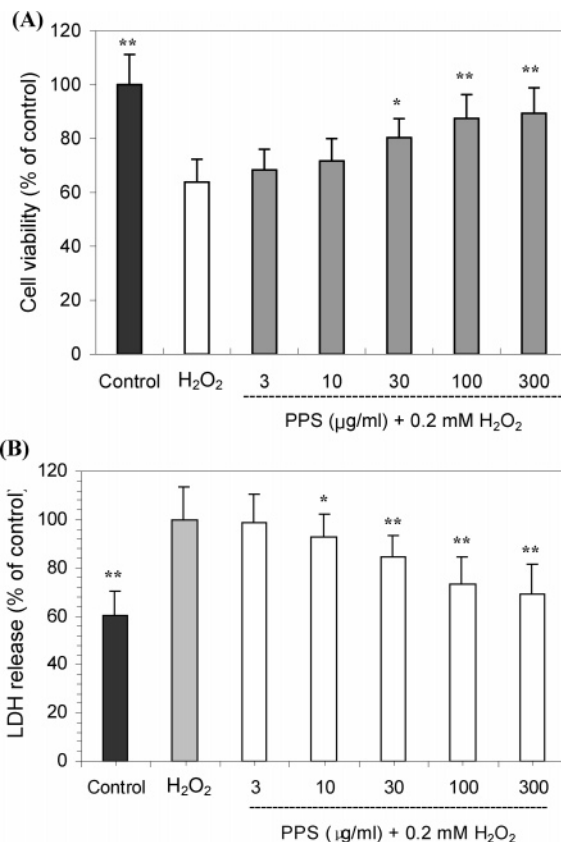 (A)
120
100
80
60
40
20
0
Cell viability (% of control)
**
*
**
**
Control H₂O₂ 3 10 30 100 300
PPS (μg/ml) + 0.2 mM H₂O₂
(B)
120
100
80
60
40
20
0
LDH release (% of control)
**
*
**
**
**
Control H₂O₂ 3 10 30 100 300
PPS (μg/ml) + 0.2 mM H₂O₂